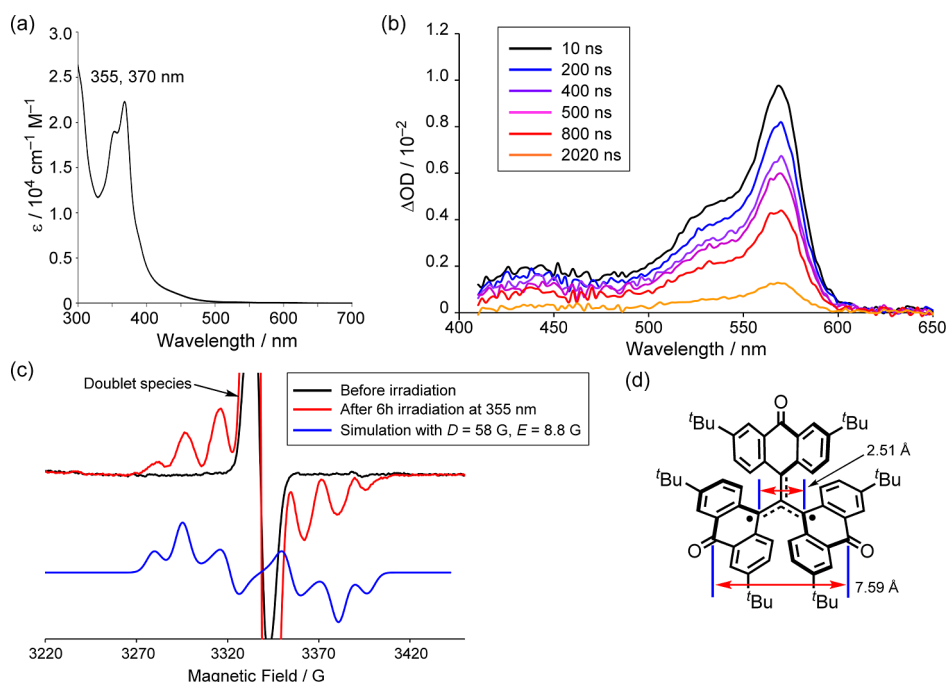 (a)
ε / 10⁴ cm⁻¹ M⁻¹
3.0
2.5
2.0
1.5
1.0
0.5
0
355, 370 nm
300 400 500 600 700
Wavelength / nm
(b)
ΔOD / 10⁻²
1.2
1.0
0.8
0.6
0.4
0.2
0
10 ns
200 ns
400 ns
500 ns
800 ns
2020 ns
400 450 500 550 600 650
Wavelength / nm
(c)
Doublet species
Before irradiation
After 6h irradiation at 355 nm
Simulation with D = 58 G, E = 8.8 G
3220 3270 3320 3370 3420
Magnetic Field / G
(d)
O
ᵗBu ᵗBu
2.51 Å
ᵗBu ᵗBu
O O
7.59 Å
ᵗBu ᵗBu